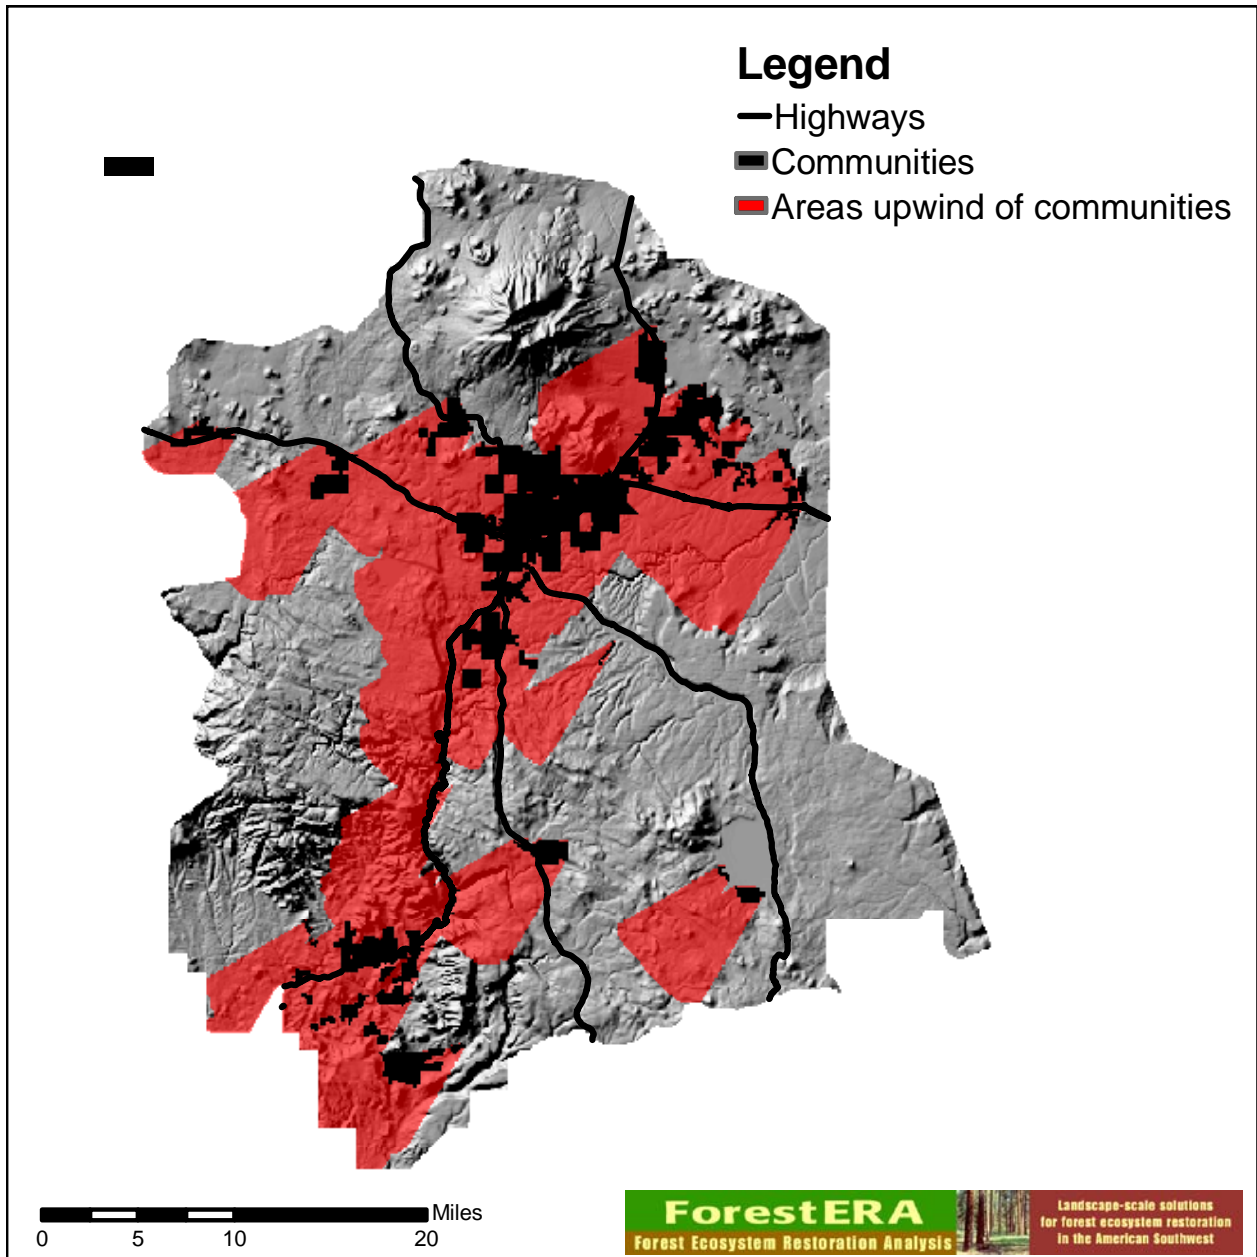 Legend
Highways
Communities
Areas upwind of communities
Miles
0 5 10 20
ForestERA
Forest Ecosystem Restoration Analysis
Landscape-scale solutions
for forest ecosystem restoration
in the American Southwest